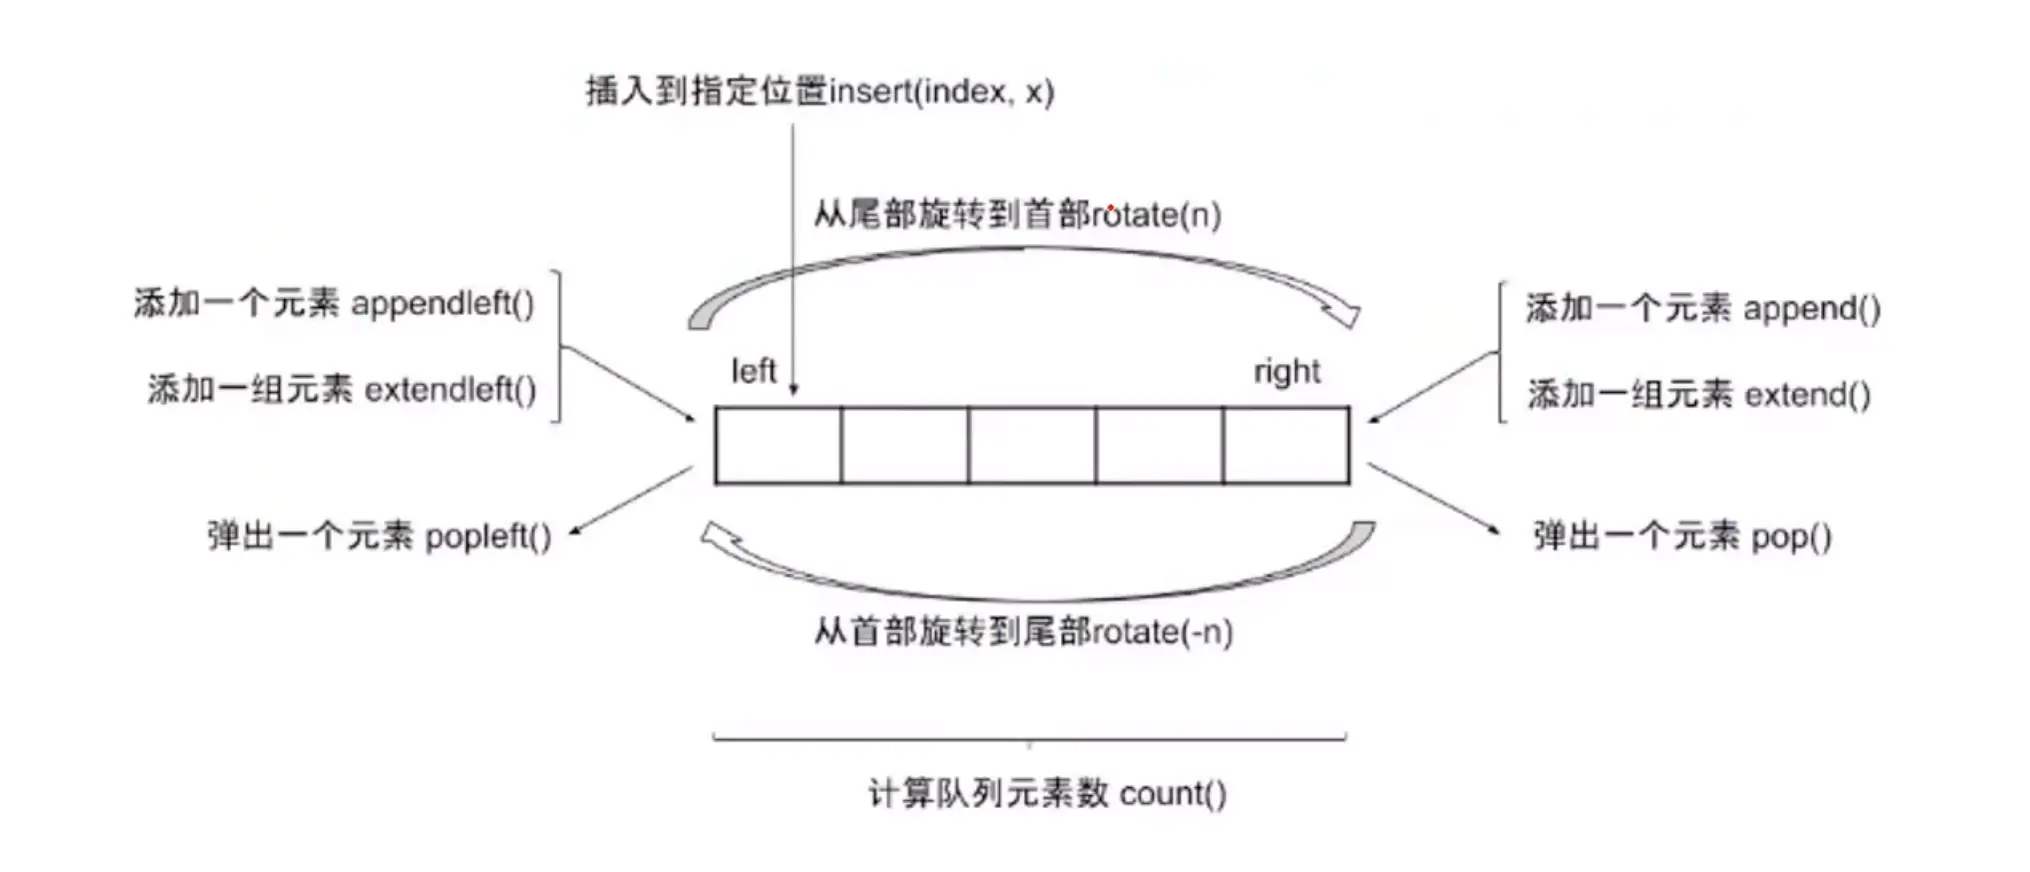 插入到指定位置insert(index, x)
从尾部旋转到首部rotate(n)
添加一个元素 appendleft()
添加一组元素 extendleft()
left
right
添加一个元素 append()
添加一组元素 extend()
弹出一个元素 popleft()
弹出一个元素 pop()
从首部旋转到尾部rotate(-n)
计算队列元素数 count()